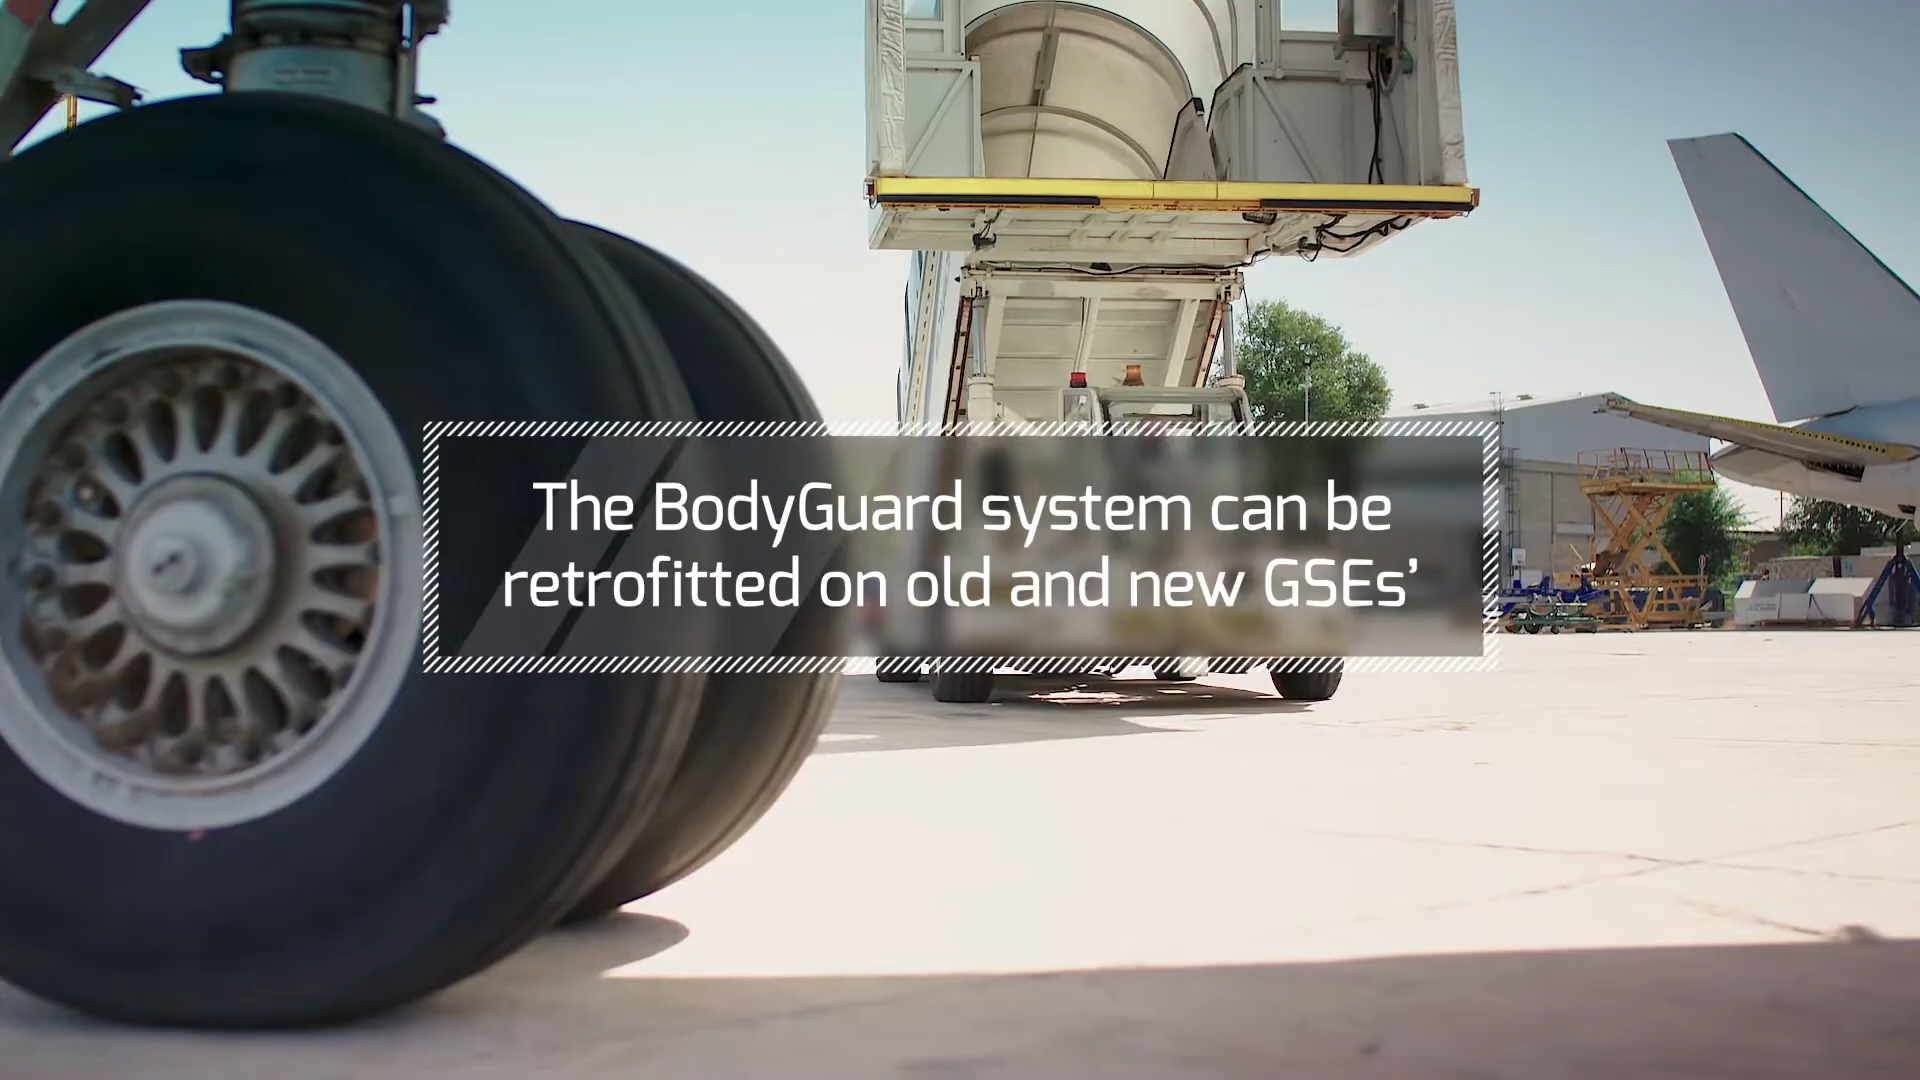 The BodyGuard system can be
retrofitted on old and new GSEs’